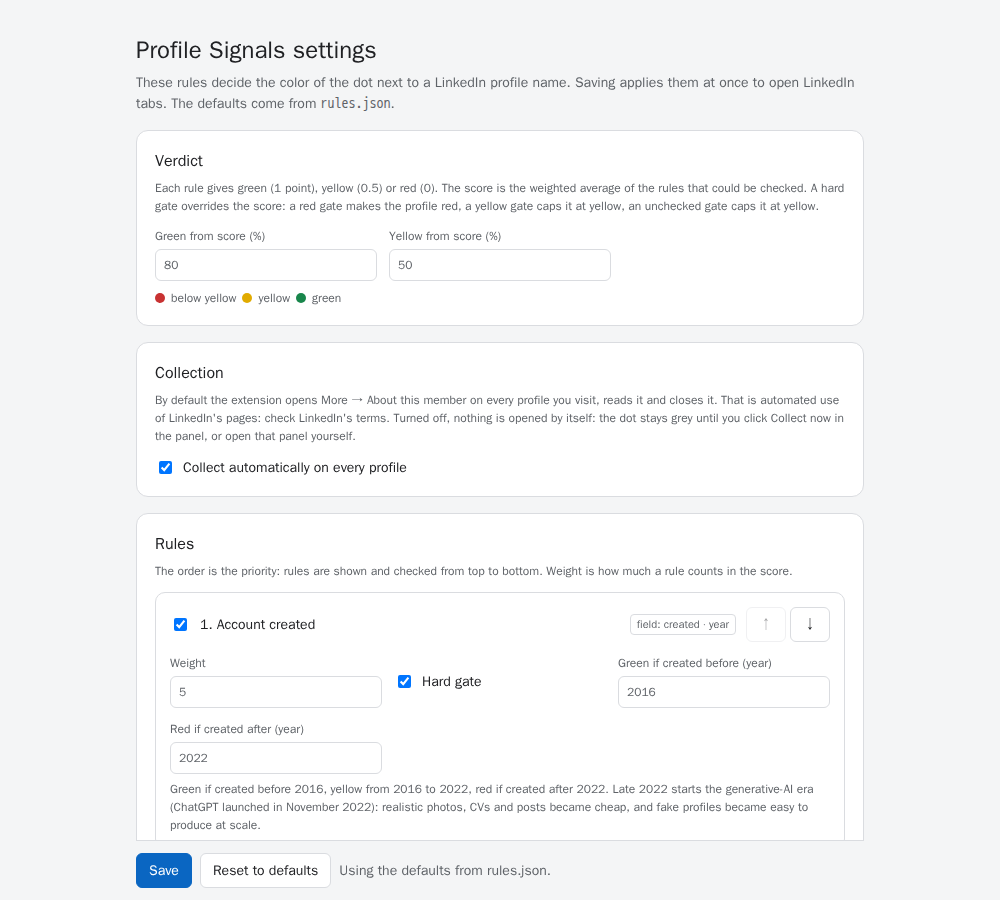 Profile Signals settings
These rules decide the color of the dot next to a LinkedIn profile name. Saving applies them at once to open LinkedIn
tabs. The defaults come from rules.json.
Verdict
Each rule gives green (1 point), yellow (0.5) or red (0). The score is the weighted average of the rules that could be checked. A hard
gate overrides the score: a red gate makes the profile red, a yellow gate caps it at yellow, an unchecked gate caps it at yellow.
Green from score (%) Yellow from score (%)
80 50
below yellow yellow green
Collection
By default the extension opens More → About this member on every profile you visit, reads it and closes it. That is automated use
of LinkedIn's pages: check LinkedIn's terms. Turned off, nothing is opened by itself: the dot stays grey until you click Collect now in
the panel, or open that panel yourself.
Collect automatically on every profile
Rules
The order is the priority: rules are shown and checked from top to bottom. Weight is how much a rule counts in the score.
1. Account created field: created · year ↑ ↓
Weight Hard gate Green if created before (year)
5 2016
Red if created after (year)
2022
Green if created before 2016, yellow from 2016 to 2022, red if created after 2022. Late 2022 starts the generative-AI era
(ChatGPT launched in November 2022): realistic photos, CVs and posts became cheap, and fake profiles became easy to
produce at scale.
Save Reset to defaults Using the defaults from rules.json.